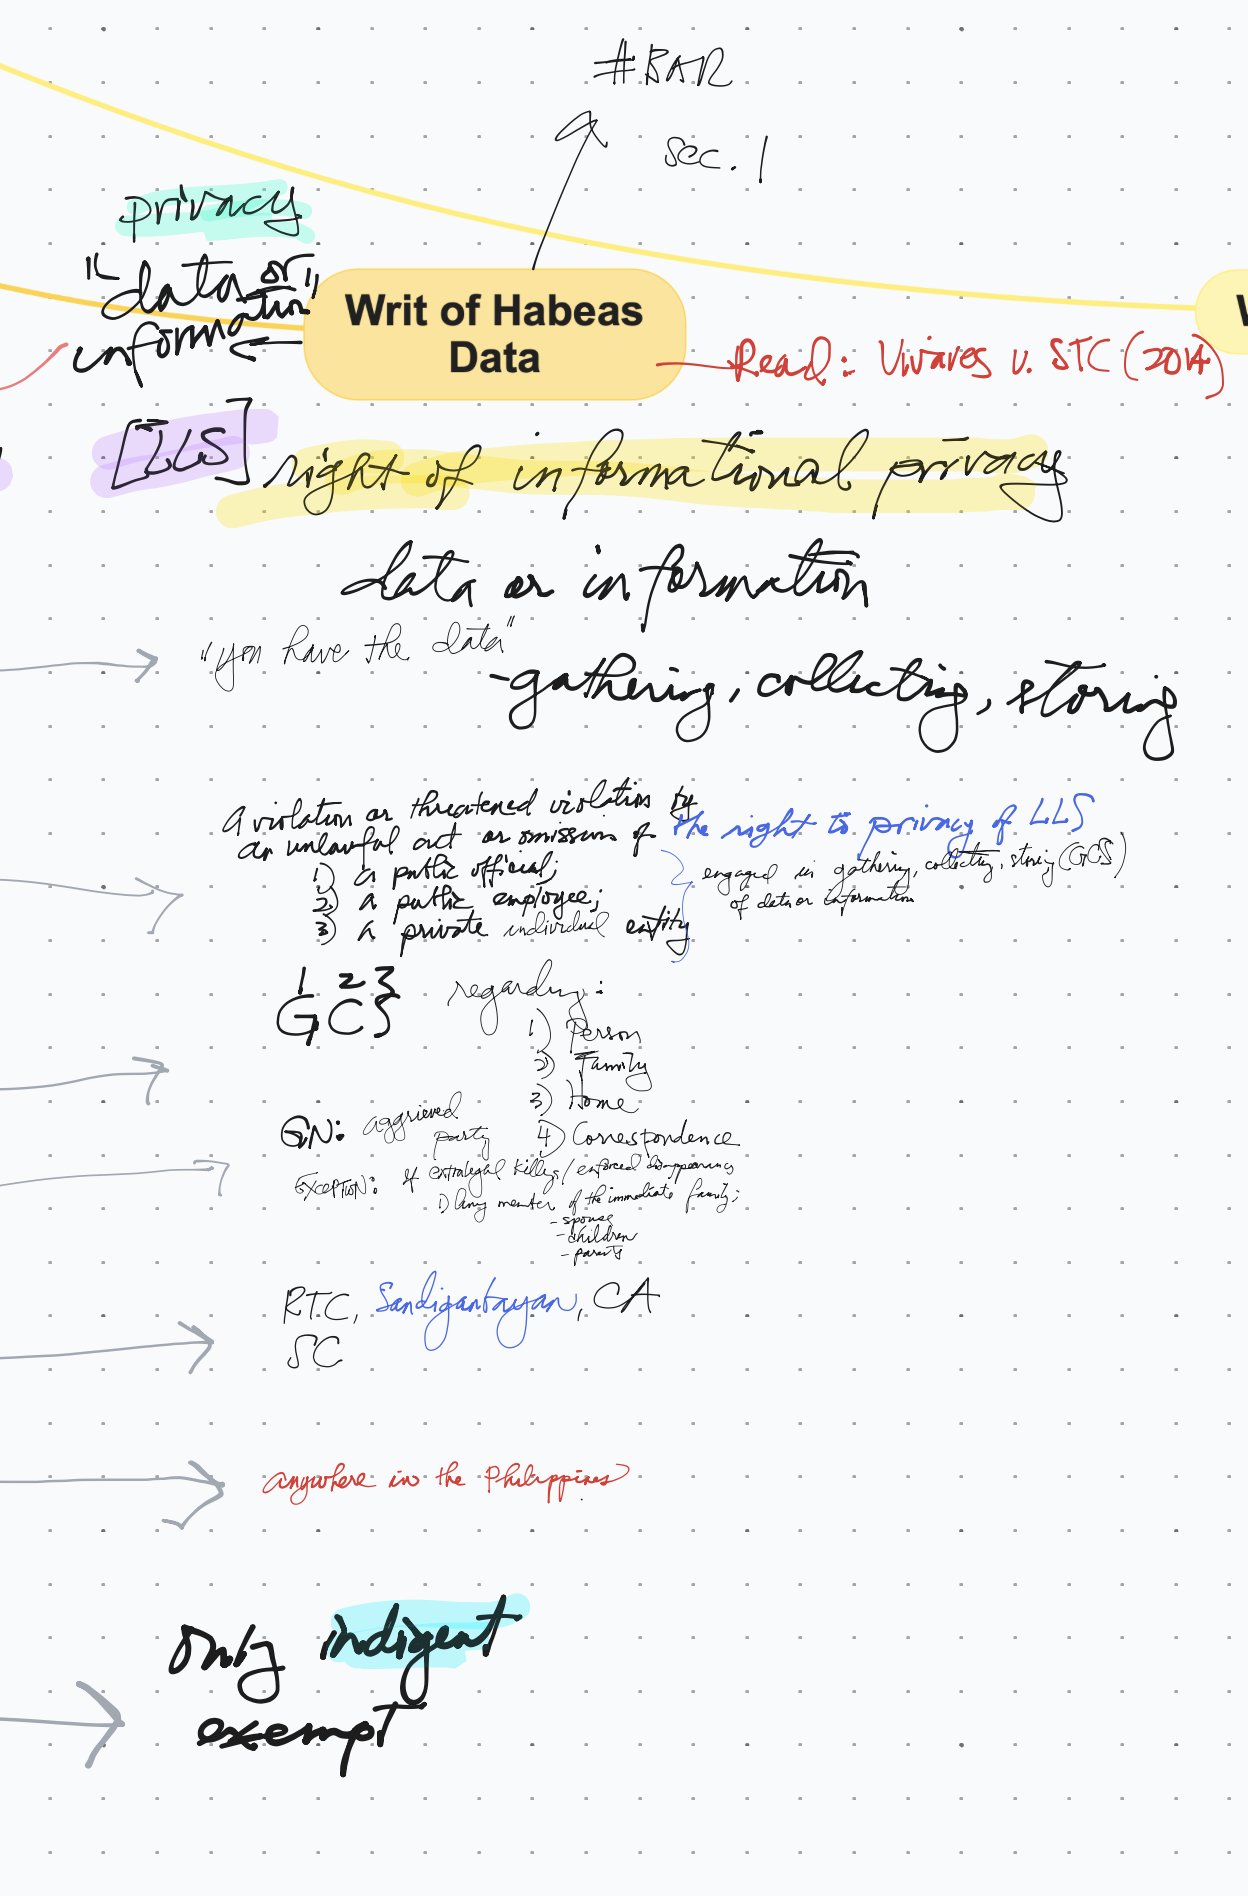 #BAR
sec. 1
privacy
"data or
information"
Writ of Habeas
Data
Read: Vivares v. STC (2014)
[LLS] right of informational privacy
data or information
"you have the data"
-gathering, collecting, storing
A violation or threatened violation by
an unlawful act or omission of the right to privacy of LLS
1) a public official;
2) a public employee;
3) a private individual entity
engaged in gathering, collecting, storing (GCS)
of data or information
1 2 3
GCS
regarding:
1) Person
2) Family
3) Home
4) Correspondence
GN: aggrieved
party
EXCEPTION: if extralegal killings/enforced disappearances
1) Any member of the immediate family;
- spouse
- children
- parents
RTC, Sandiganbayan, CA
SC
anywhere in the Philippines
only indigent
exempt